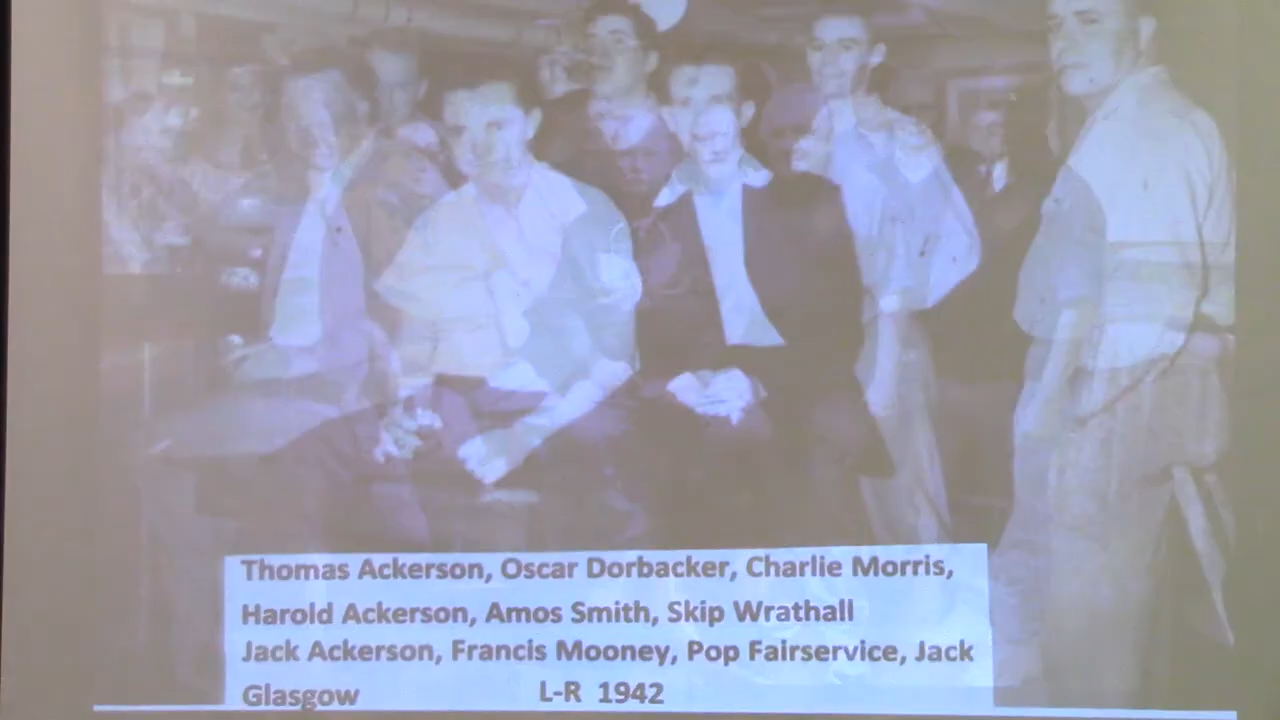 Thomas Ackerson, Oscar Dorbacker, Charlie Morris,
Harold Ackerson, Amos Smith, Skip Wrathall
Jack Ackerson, Francis Mooney, Pop Fairservice, Jack
Glasgow L-R 1942